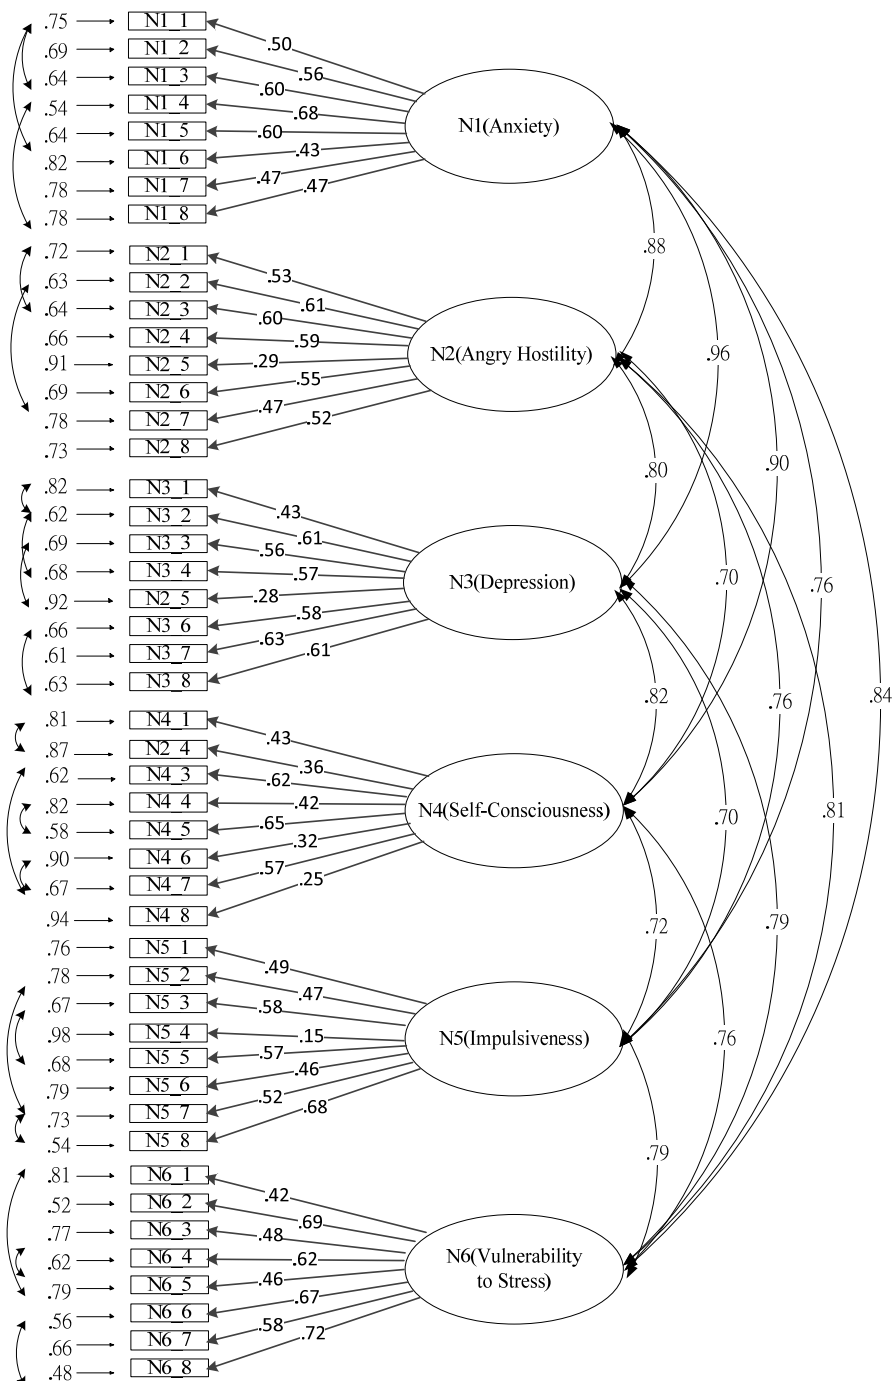 .75 N1_1 .50
.69 N1_2 .56
.64 N1_3 .60
.54 N1_4 .68
.64 N1_5 .60
.82 N1_6 .43
.78 N1_7 .47
.78 N1_8 .47
N1(Anxiety)
.88
.72 N2_1 .53
.63 N2_2 .61
.64 N2_3 .60
.66 N2_4 .59
.91 N2_5 .29
.69 N2_6 .55
.78 N2_7 .47
.73 N2_8 .52
N2(Angry Hostility)
.96
.80
.90
.82 N3_1 .43
.62 N3_2 .61
.69 N3_3 .56
.68 N3_4 .57
.92 N2_5 .28
.66 N3_6 .58
.61 N3_7 .63
.63 N3_8 .61
N3(Depression)
.70
.76
.82
.76
.84
.81 N4_1 .43
.87 N2_4 .36
.62 N4_3 .62
.82 N4_4 .42
.58 N4_5 .65
.90 N4_6 .32
.67 N4_7 .57
.94 N4_8 .25
N4(Self-Consciousness)
.70
.81
.72
.79
.76 N5_1 .49
.78 N5_2 .47
.67 N5_3 .58
.98 N5_4 .15
.68 N5_5 .57
.79 N5_6 .46
.73 N5_7 .52
.54 N5_8 .68
N5(Impulsiveness)
.76
.79
.81 N6_1 .42
.52 N6_2 .69
.77 N6_3 .48
.62 N6_4 .62
.79 N6_5 .46
.56 N6_6 .67
.66 N6_7 .58
.48 N6_8 .72
N6(Vulnerability
to Stress)